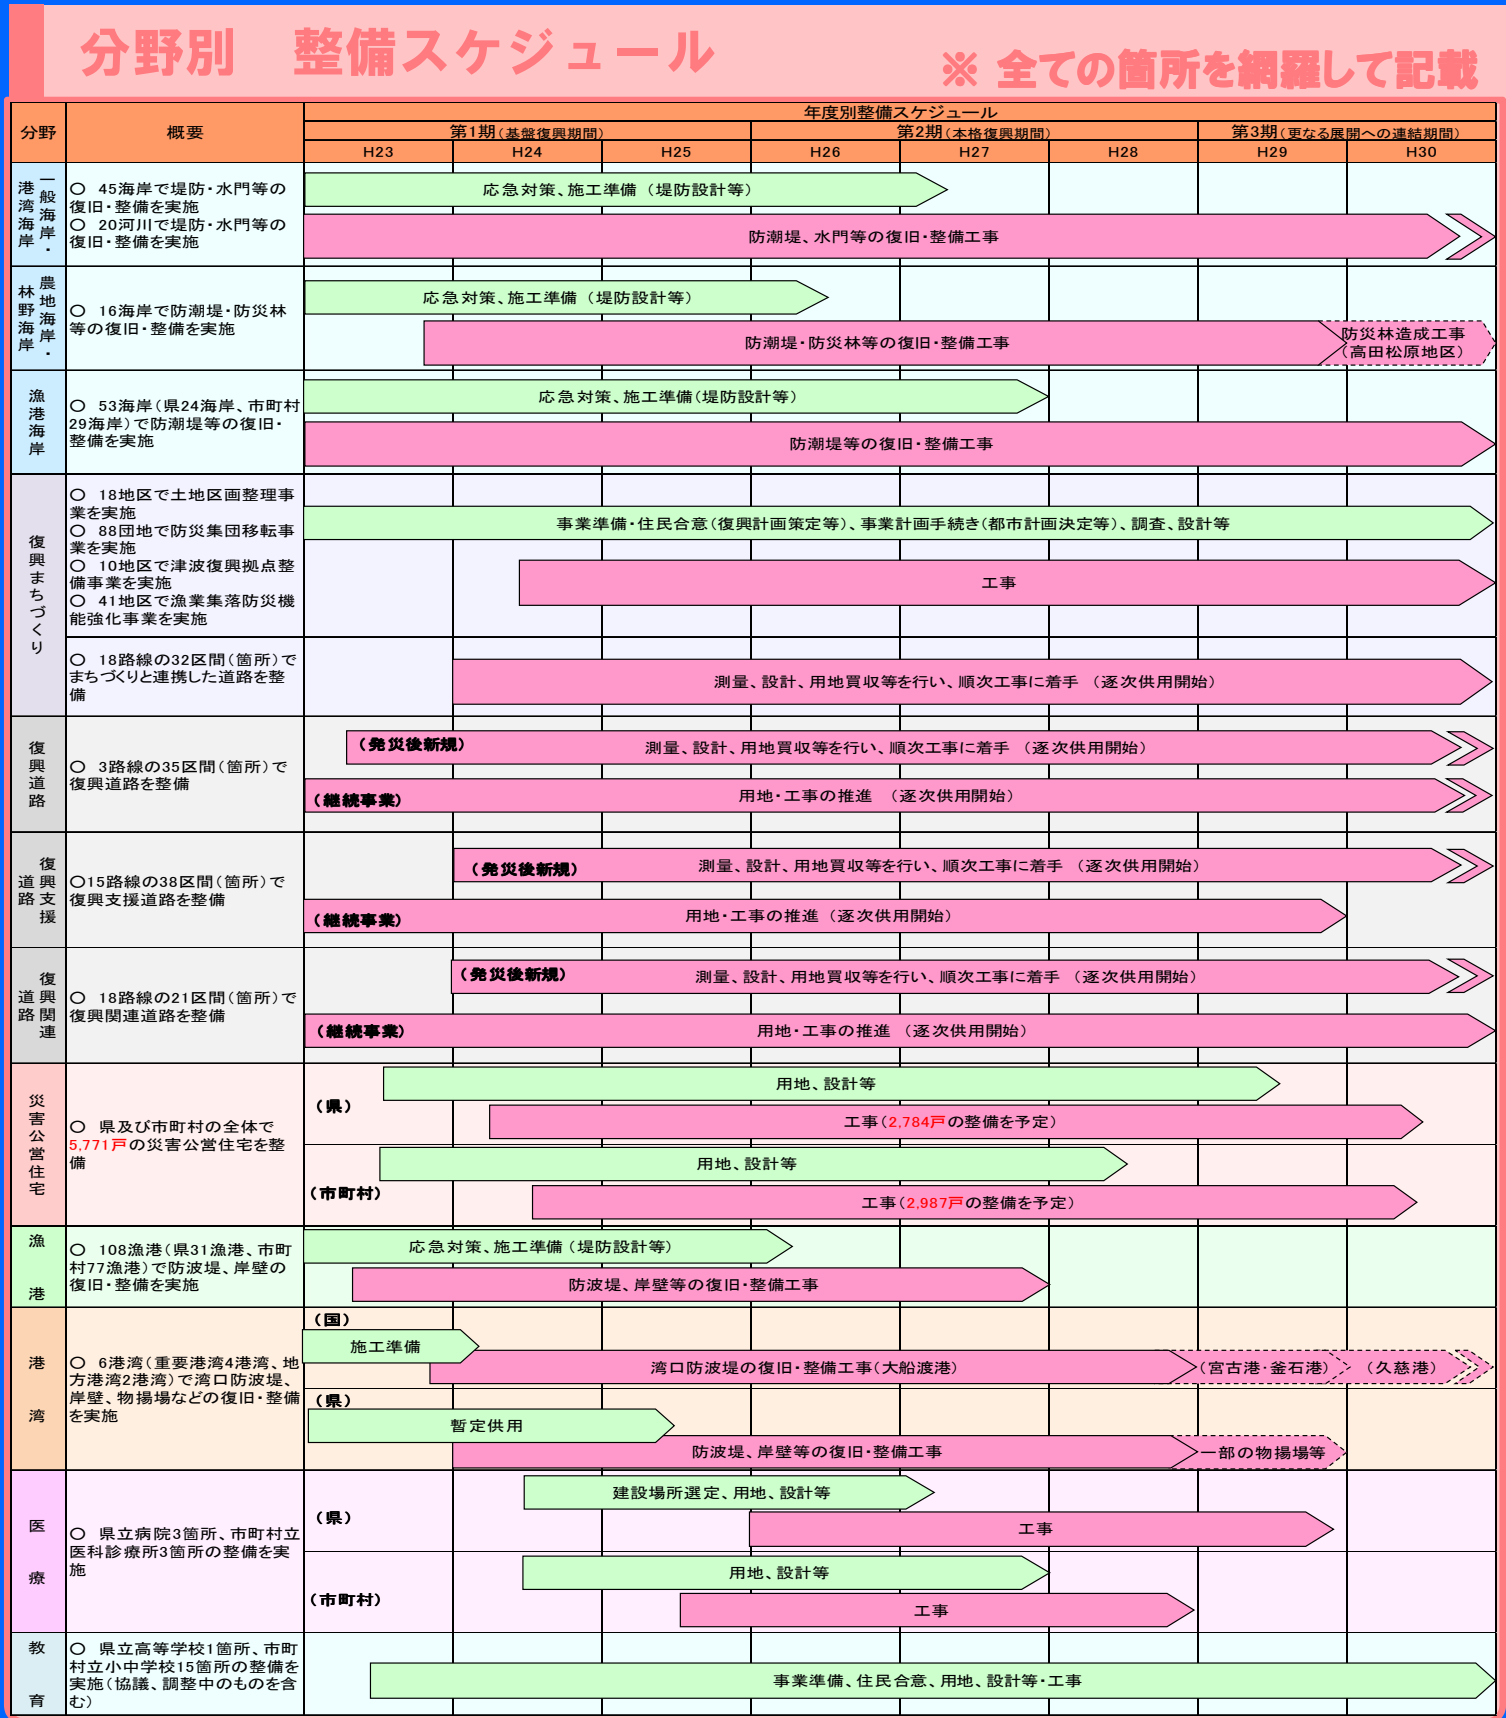 分野別　整備スケジュール
※ 全ての箇所を網羅して記載
分野
概要
年度別整備スケジュール
第1期（基盤復興期間）
第2期（本格復興期間）
第3期（更なる展開への連結期間）
H23
H24
H25
H26
H27
H28
H29
H30
一般海岸・
港湾海岸
○　45海岸で堤防・水門等の
復旧・整備を実施
○　20河川で堤防・水門等の
復旧・整備を実施
応急対策、施工準備（堤防設計等）
防潮堤、水門等の復旧・整備工事
農地海岸・
林野海岸
○　16海岸で防潮堤・防災林
等の復旧・整備を実施
応急対策、施工準備（堤防設計等）
防潮堤・防災林等の復旧・整備工事
防災林造成工事
（高田松原地区）
漁港海岸
○　53海岸（県24海岸、市町村
29海岸）で防潮堤等の復旧・
整備を実施
応急対策、施工準備（堤防設計等）
防潮堤等の復旧・整備工事
復興まちづくり
○　18地区で土地区画整理事
業を実施
○　88団地で防災集団移転事
業を実施
○　10地区で津波復興拠点整
備事業を実施
○　41地区で漁業集落防災機
能強化事業を実施
事業準備・住民合意（復興計画策定等）、事業計画手続き（都市計画決定等）、調査、設計等
工事
○　18路線の32区間（箇所）で
まちづくりと連携した道路を整
備
測量、設計、用地買収等を行い、順次工事に着手　（逐次供用開始）
復興道路
○　3路線の35区間（箇所）で
復興道路を整備
（発災後新規）
測量、設計、用地買収等を行い、順次工事に着手　（逐次供用開始）
（継続事業）
用地・工事の推進　（逐次供用開始）
復興支援
道路
○15路線の38区間（箇所）で
復興支援道路を整備
（発災後新規）
測量、設計、用地買収等を行い、順次工事に着手　（逐次供用開始）
（継続事業）
用地・工事の推進（逐次供用開始）
復興関連
道路
○　18路線の21区間（箇所）で
復興関連道路を整備
（発災後新規）
測量、設計、用地買収等を行い、順次工事に着手　（逐次供用開始）
（継続事業）
用地・工事の推進　（逐次供用開始）
災害公営住宅
○　県及び市町村の全体で
5,771戸の災害公営住宅を整
備
（県）
用地、設計等
工事（2,784戸の整備を予定）
（市町村）
用地、設計等
工事（2,987戸の整備を予定）
漁港
○　108漁港（県31漁港、市町
村77漁港）で防波堤、岸壁の
復旧・整備を実施
応急対策、施工準備（堤防設計等）
防波堤、岸壁等の復旧・整備工事
港湾
○　6港湾（重要港湾4港湾、地
方港湾2港湾）で湾口防波堤、
岸壁、物揚場などの復旧・整備
を実施
（国）
施工準備
湾口防波堤の復旧・整備工事（大船渡港）
（宮古港・釜石港）
（久慈港）
（県）
暫定供用
防波堤、岸壁等の復旧・整備工事
一部の物揚場等
医療
○　県立病院3箇所、市町村立
医科診療所3箇所の整備を実
施
（県）
建設場所選定、用地、設計等
工事
（市町村）
用地、設計等
工事
教育
○　県立高等学校1箇所、市町
村立小中学校15箇所の整備を
実施（協議、調整中のものを含
む）
事業準備、住民合意、用地、設計等・工事